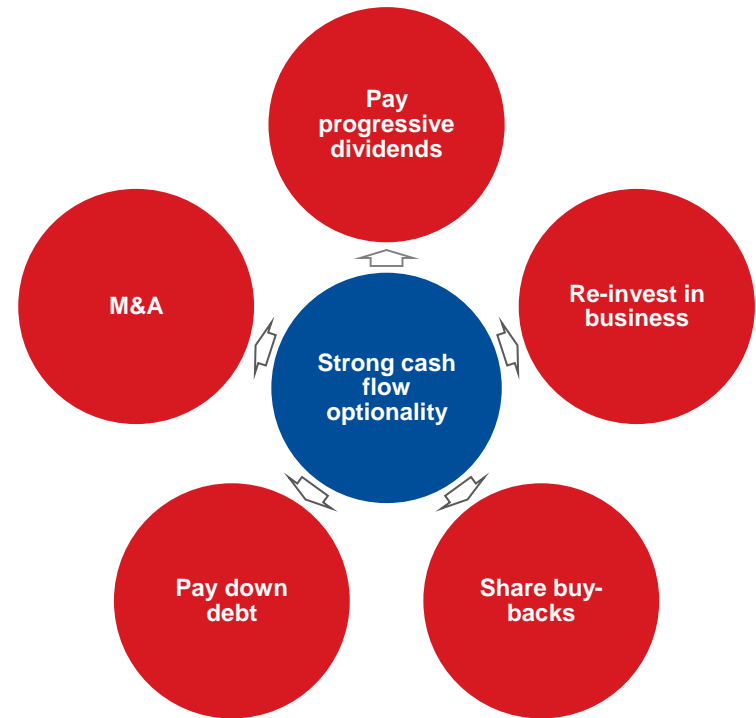 Pay
progressive
dividends
M&A
Re-invest in
business
Strong cash
flow
optionality
Pay down
debt
Share buy-
backs